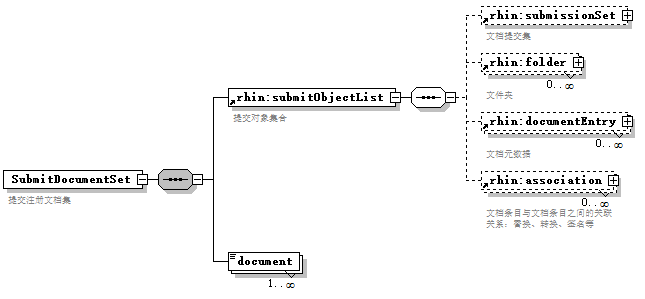 rhin:submissionSet
文档提交集
rhin:folder
0..∞
文件夹
rhin:submitObjectList
提交对象集合
rhin:documentEntry
0..∞
文档元数据
SubmitDocumentSet
提交注册文档集
rhin:association
0..∞
文档条目与文档条目之间的关联
关系：替换、转换、签名等
document
1..∞